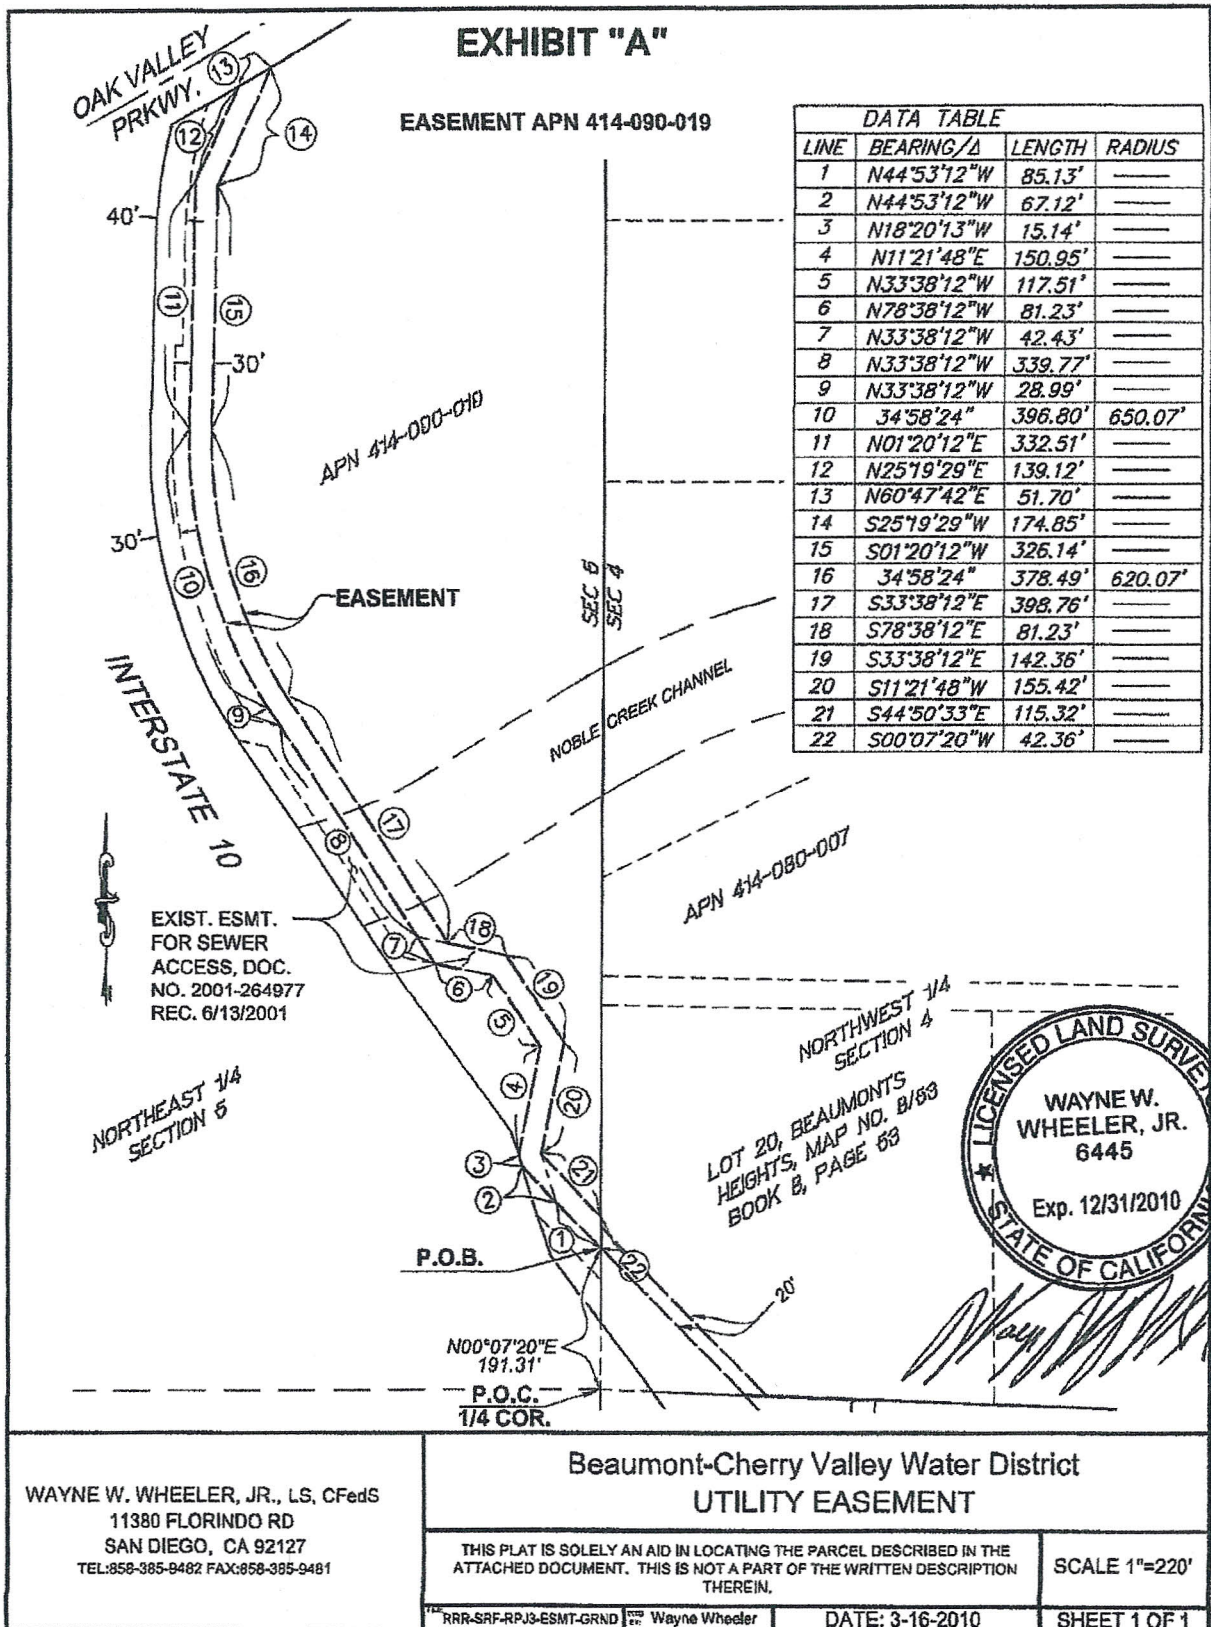 EXHIBIT "A"
OAK VALLEY
PRKWY.
EASEMENT APN 414-090-019
DATA TABLE
LINE BEARING/Δ LENGTH RADIUS
1 N44°53'12"W 85.13'
2 N44°53'12"W 67.12'
3 N18°20'13"W 15.14'
4 N11°21'48"E 150.95'
5 N33°38'12"W 117.51'
6 N78°38'12"W 81.23'
7 N33°38'12"W 42.43'
8 N33°38'12"W 339.77'
9 N33°38'12"W 28.99'
10 34°58'24" 396.80' 650.07'
11 N01°20'12"E 332.51'
12 N25°19'29"E 139.12'
13 N60°47'42"E 51.70'
14 S25°19'29"W 174.85'
15 S01°20'12"W 326.14'
16 34°58'24" 378.49' 620.07'
17 S33°38'12"E 398.76'
18 S78°38'12"E 81.23'
19 S33°38'12"E 142.36'
20 S11°21'48"W 155.42'
21 S44°50'33"E 115.32'
22 S00°07'20"W 42.36'
13
12
14
40'
11
15
30'
APN 414-090-019
30'
10
16
EASEMENT
SEC 5
SEC 4
INTERSTATE 10
NOBLE CREEK CHANNEL
9
8
17
APN 414-080-007
EXIST. ESMT.
FOR SEWER
ACCESS, DOC.
NO. 2001-264977
REC. 6/13/2001
7
18
6
19
5
NORTHWEST 1/4
SECTION 4
NORTHEAST 1/4
SECTION 5
4
20
LOT 20, BEAUMONTS
HEIGHTS, MAP NO. B/53
BOOK 8, PAGE 53
3
21
2
1
22
P.O.B.
20'
N00°07'20"E
191.31'
P.O.C.
1/4 COR.
LICENSED LAND SURVEY
WAYNE W.
WHEELER, JR.
6445
Exp. 12/31/2010
STATE OF CALIFORNI
WAYNE W. WHEELER, JR., LS, CFedS
11380 FLORINDO RD
SAN DIEGO, CA 92127
TEL:858-385-9482 FAX:858-385-9481
Beaumont-Cherry Valley Water District
UTILITY EASEMENT
THIS PLAT IS SOLELY AN AID IN LOCATING THE PARCEL DESCRIBED IN THE
ATTACHED DOCUMENT. THIS IS NOT A PART OF THE WRITTEN DESCRIPTION
THEREIN.
SCALE 1"=220'
RRR-SRF-RPJ3-ESMT-GRND
Wayne Wheeler
DATE: 3-16-2010
SHEET 1 OF 1